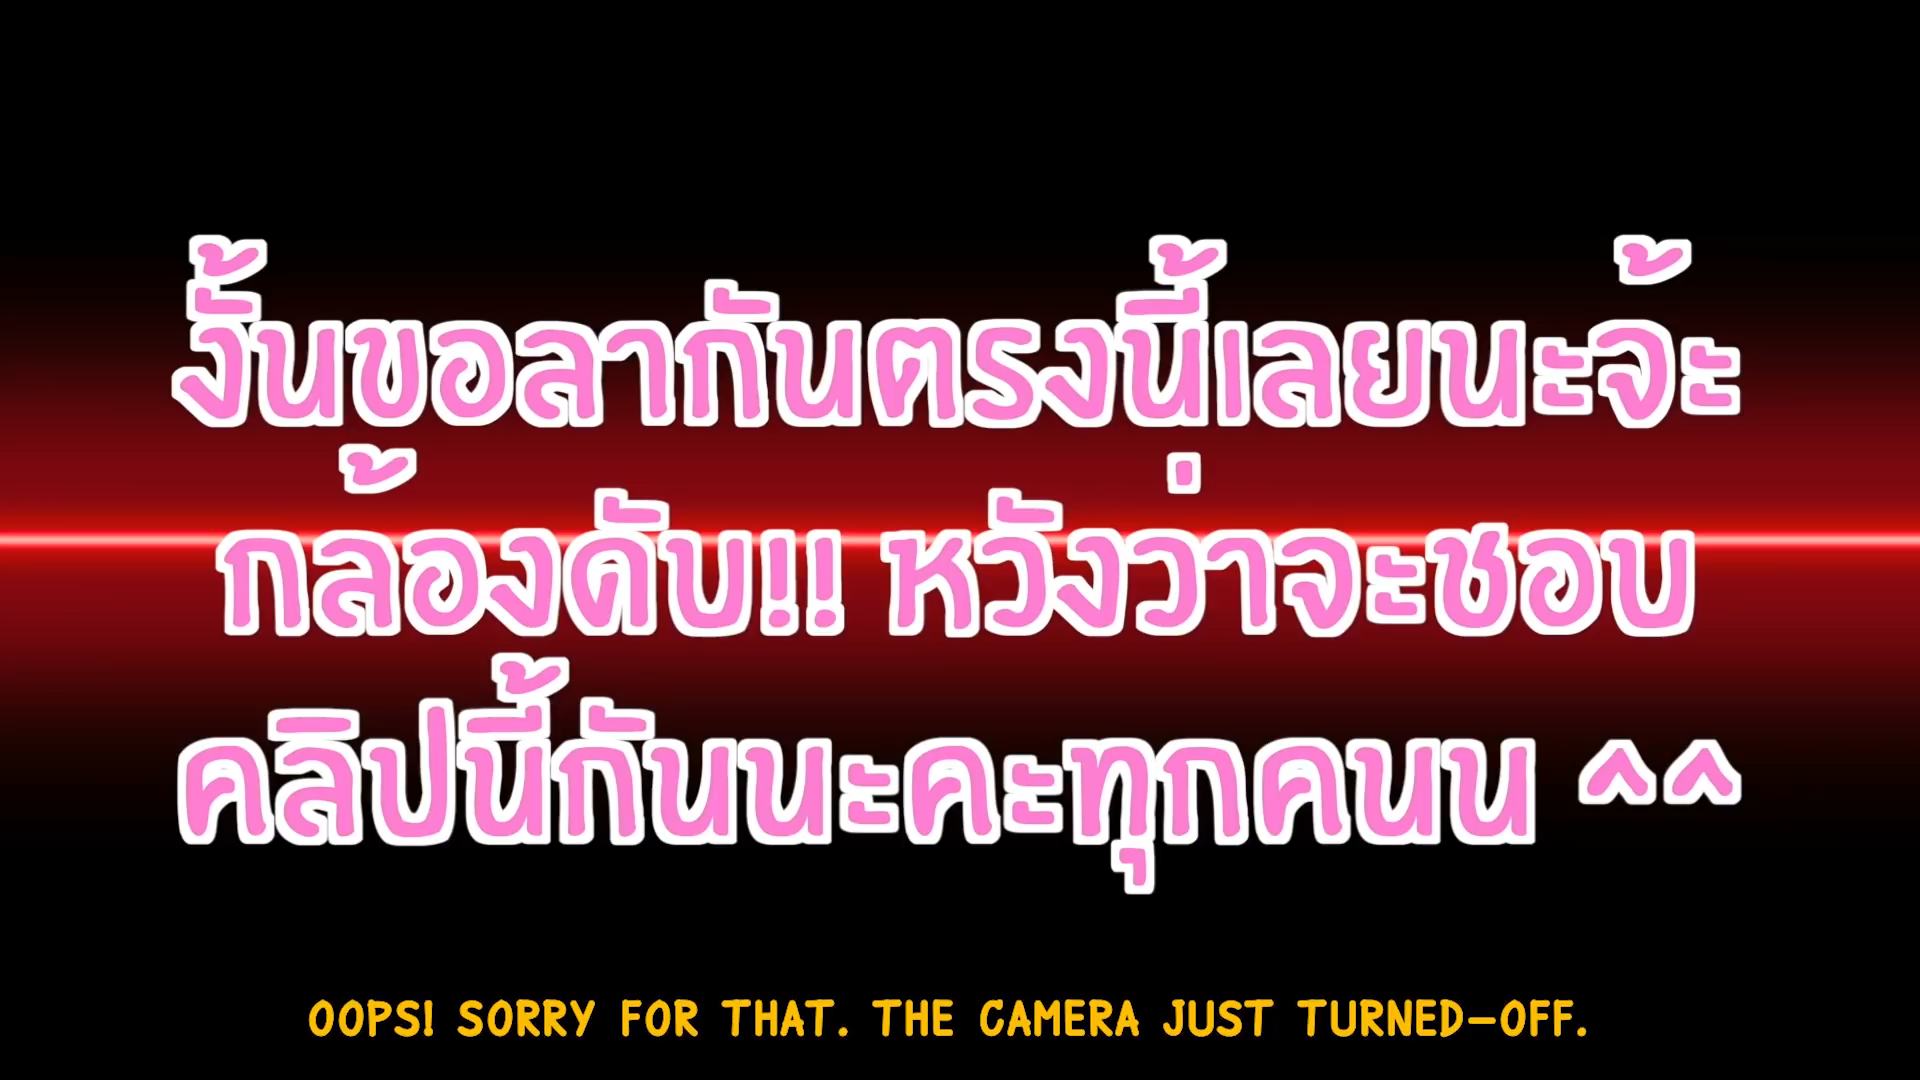 งั้นขอลากันตรงนี้เลยนะจ้ะ
กล้องดับ!! หวังว่าจะชอบ
คลิปนี้กันนะคะทุกคนน ^^
OOPS! SORRY FOR THAT. THE CAMERA JUST TURNED-OFF.